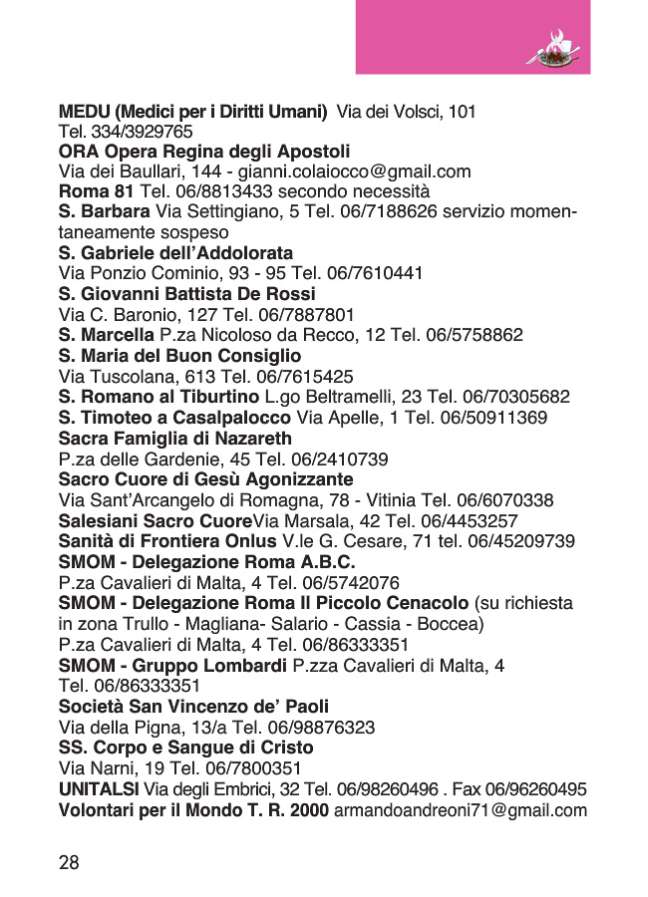 MEDU (Medici per i Diritti Umani) Via dei Volsci, 101
Tel. 334/3929765
ORA Opera Regina degli Apostoli
Via dei Baullari, 144 - gianni.colaiocco@gmail.com
Roma 81 Tel. 06/8813433 secondo necessità
S. Barbara Via Settingiano, 5 Tel. 06/7188626 servizio momen-
taneamente sospeso
S. Gabriele dell'Addolorata
Via Ponzio Cominio, 93 - 95 Tel. 06/7610441
S. Giovanni Battista De Rossi
Via C. Baronio, 127 Tel. 06/7887801
S. Marcella P.za Nicoloso da Recco, 12 Tel. 06/5758862
S. Maria del Buon Consiglio
Via Tuscolana, 613 Tel. 06/7615425
S. Romano al Tiburtino L.go Beltramelli, 23 Tel. 06/70305682
S. Timoteo a Casalpalocco Via Apelle, 1 Tel. 06/50911369
Sacra Famiglia di Nazareth
P.za delle Gardenie, 45 Tel. 06/2410739
Sacro Cuore di Gesù Agonizzante
Via Sant'Arcangelo di Romagna, 78 - Vitinia Tel. 06/6070338
Salesiani Sacro CuoreVia Marsala, 42 Tel. 06/4453257
Sanità di Frontiera Onlus V.le G. Cesare, 71 tel. 06/45209739
SMOM - Delegazione Roma A.B.C.
P.za Cavalieri di Malta, 4 Tel. 06/5742076
SMOM - Delegazione Roma Il Piccolo Cenacolo (su richiesta
in zona Trullo - Magliana- Salario - Cassia - Boccea)
P.za Cavalieri di Malta, 4 Tel. 06/86333351
SMOM - Gruppo Lombardi P.zza Cavalieri di Malta, 4
Tel. 06/86333351
Società San Vincenzo de' Paoli
Via della Pigna, 13/a Tel. 06/98876323
SS. Corpo e Sangue di Cristo
Via Narni, 19 Tel. 06/7800351
UNITALSI Via degli Embrici, 32 Tel. 06/98260496 . Fax 06/96260495
Volontari per il Mondo T. R. 2000 armandoandreoni71@gmail.com
28